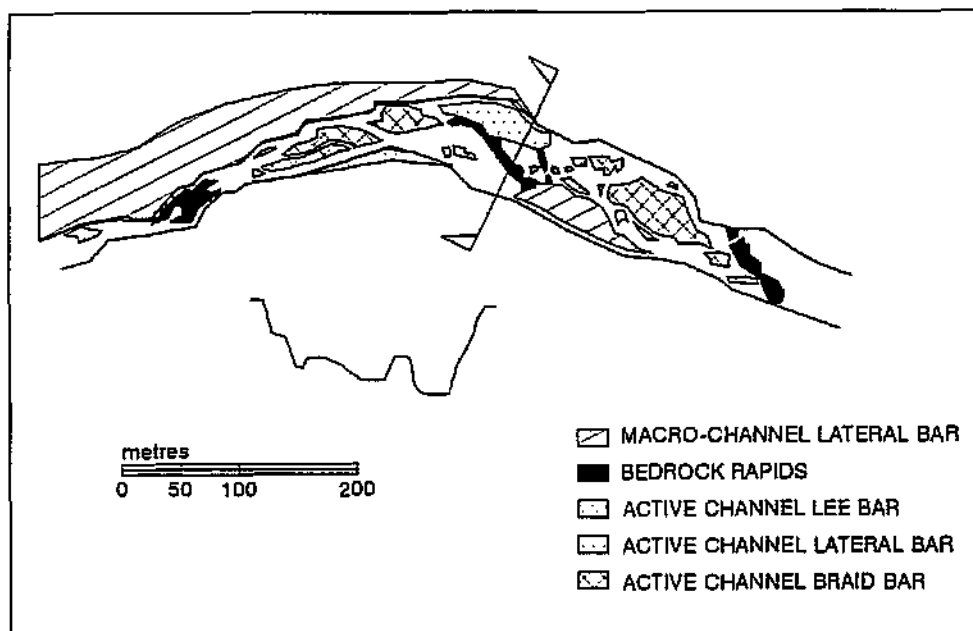 metres
0 50 100 200
MACRO-CHANNEL LATERAL BAR
BEDROCK RAPIDS
ACTIVE CHANNEL LEE BAR
ACTIVE CHANNEL LATERAL BAR
ACTIVE CHANNEL BRAID BAR